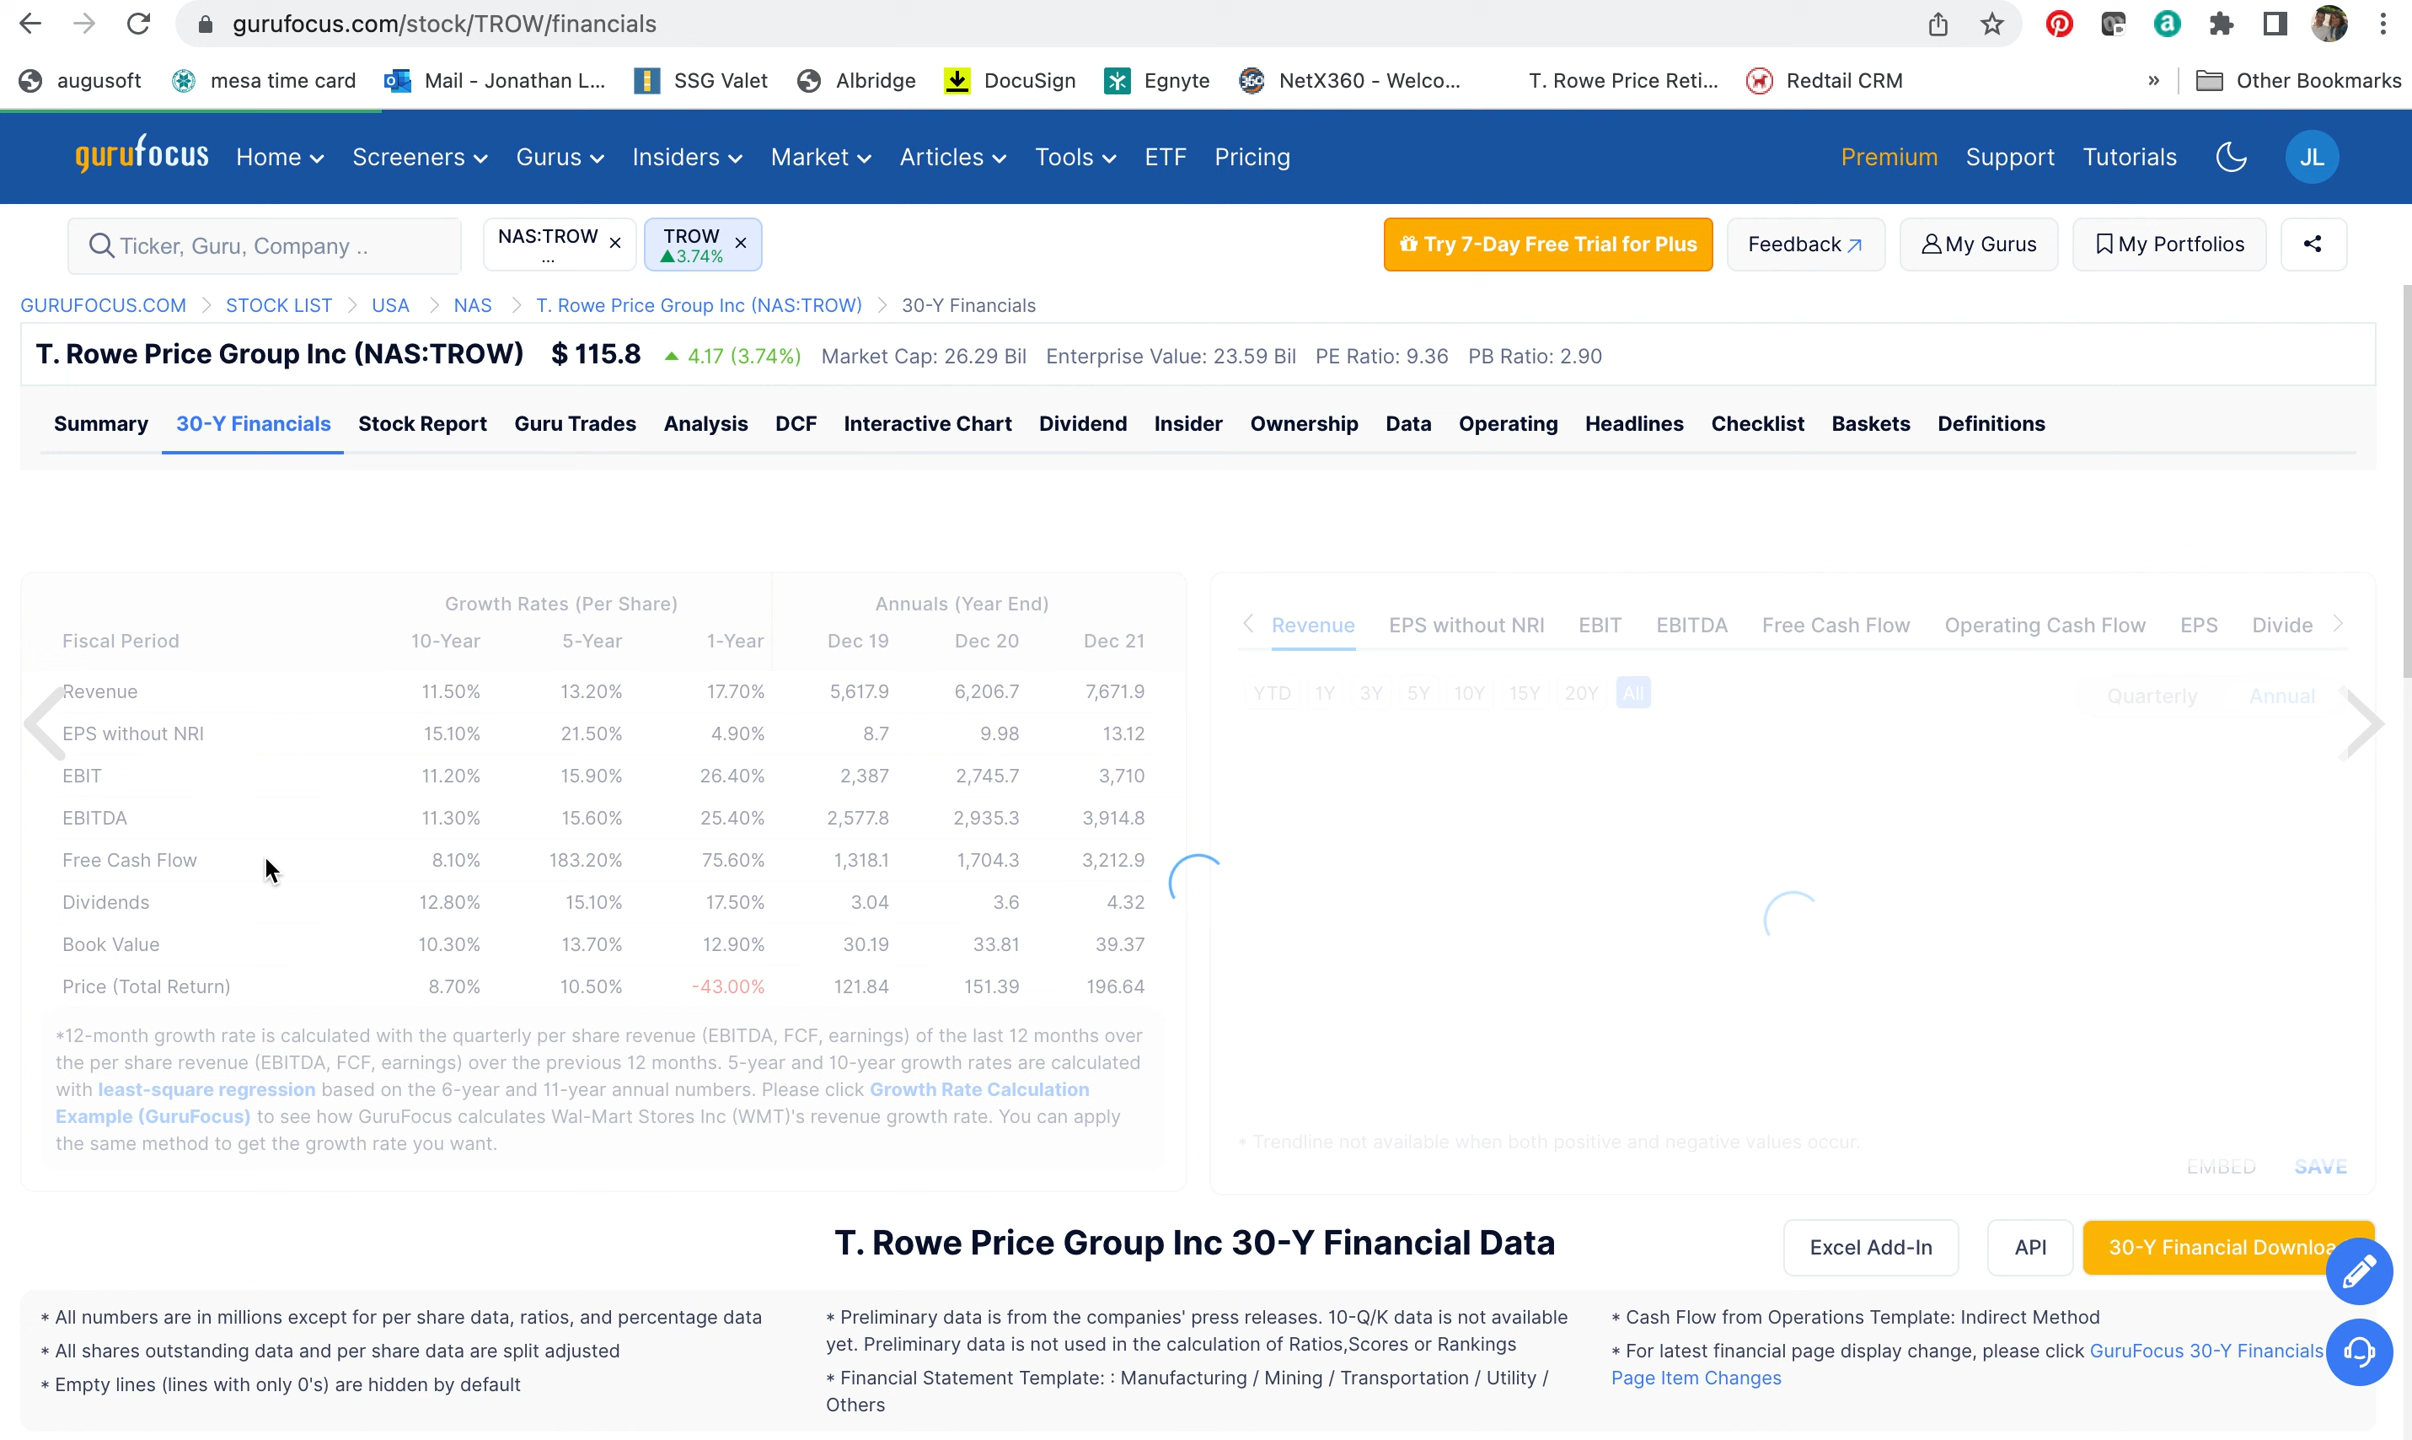 gurufocus.com/stock/TROW/financials
augusoft mesa time card Mail - Jonathan L... SSG Valet Albridge DocuSign Egnyte NetX360 - Welco... T. Rowe Price Reti... Redtail CRM » Other Bookmarks
gurufocus Home Screeners Gurus Insiders Market Articles Tools ETF Pricing Premium Support Tutorials JL
Ticker, Guru, Company .. NAS:TROW ... TROW 3.74% Try 7-Day Free Trial for Plus Feedback My Gurus My Portfolios
GURUFOCUS.COM STOCK LIST USA NAS T. Rowe Price Group Inc (NAS:TROW) 30-Y Financials
T. Rowe Price Group Inc (NAS:TROW) $ 115.8 4.17 (3.74%) Market Cap: 26.29 Bil Enterprise Value: 23.59 Bil PE Ratio: 9.36 PB Ratio: 2.90
Summary 30-Y Financials Stock Report Guru Trades Analysis DCF Interactive Chart Dividend Insider Ownership Data Operating Headlines Checklist Baskets Definitions
Growth Rates (Per Share) Annuals (Year End)
Fiscal Period 10-Year 5-Year 1-Year Dec 19 Dec 20 Dec 21
Revenue 11.50% 13.20% 17.70% 5,617.9 6,206.7 7,671.9
EPS without NRI 15.10% 21.50% 4.90% 8.7 9.98 13.12
EBIT 11.20% 15.90% 26.40% 2,387 2,745.7 3,710
EBITDA 11.30% 15.60% 25.40% 2,577.8 2,935.3 3,914.8
Free Cash Flow 8.10% 183.20% 75.60% 1,318.1 1,704.3 3,212.9
Dividends 12.80% 15.10% 17.50% 3.04 3.6 4.32
Book Value 10.30% 13.70% 12.90% 30.19 33.81 39.37
Price (Total Return) 8.70% 10.50% -43.00% 121.84 151.39 196.64
*12-month growth rate is calculated with the quarterly per share revenue (EBITDA, FCF, earnings) of the last 12 months over
the per share revenue (EBITDA, FCF, earnings) over the previous 12 months. 5-year and 10-year growth rates are calculated
with least-square regression based on the 6-year and 11-year annual numbers. Please click Growth Rate Calculation
Example (GuruFocus) to see how GuruFocus calculates Wal-Mart Stores Inc (WMT)'s revenue growth rate. You can apply
the same method to get the growth rate you want.
Revenue EPS without NRI EBIT EBITDA Free Cash Flow Operating Cash Flow EPS Divide
YTD 1Y 3Y 5Y 10Y 15Y 20Y All Quarterly Annual
* Trendline not available when both positive and negative values occur.
EMBED SAVE
T. Rowe Price Group Inc 30-Y Financial Data Excel Add-In API 30-Y Financial Downloa
* All numbers are in millions except for per share data, ratios, and percentage data
* All shares outstanding data and per share data are split adjusted
* Empty lines (lines with only 0's) are hidden by default
* Preliminary data is from the companies' press releases. 10-Q/K data is not available
yet. Preliminary data is not used in the calculation of Ratios,Scores or Rankings
* Financial Statement Template: : Manufacturing / Mining / Transportation / Utility /
Others
* Cash Flow from Operations Template: Indirect Method
* For latest financial page display change, please click GuruFocus 30-Y Financials
Page Item Changes